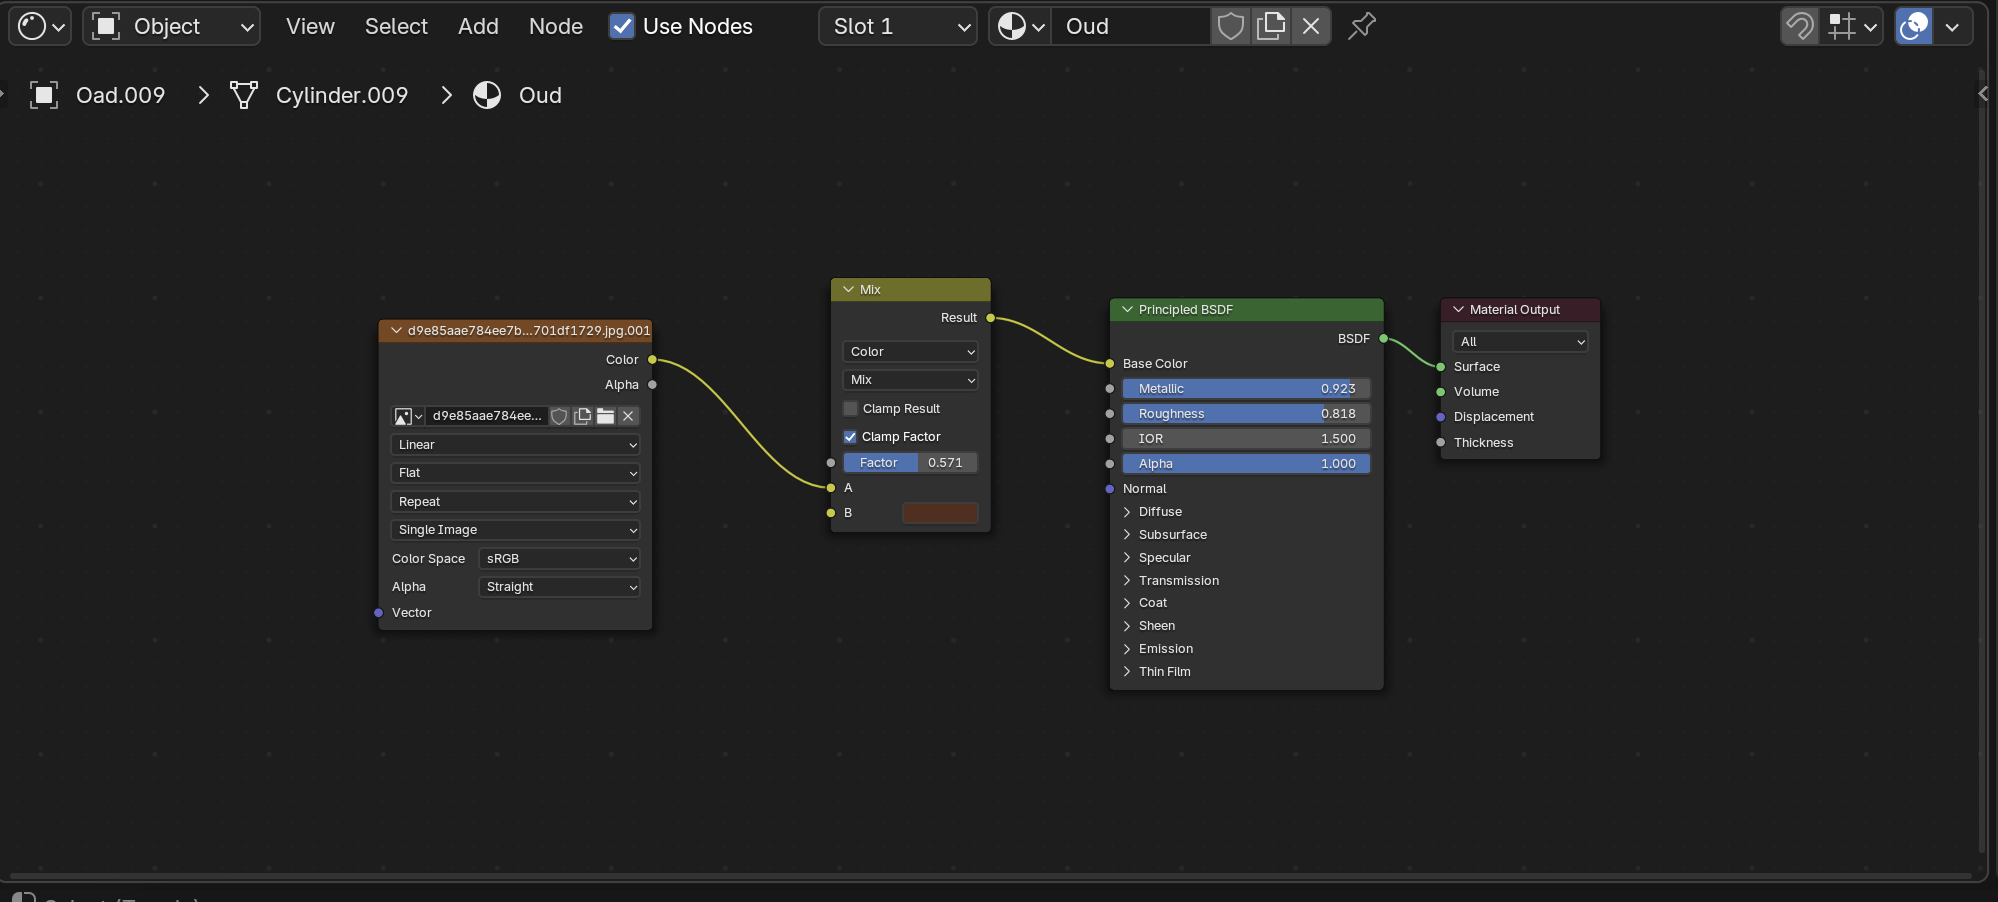 Object View Select Add Node Use Nodes Slot 1 Oud
Oad.009 Cylinder.009 Oud
d9e85aae784ee7b...701df1729.jpg.001
Color
Alpha
d9e85aae784ee...
Linear
Flat
Repeat
Single Image
Color Space sRGB
Alpha Straight
Vector
Mix
Result
Color
Mix
Clamp Result
Clamp Factor
Factor 0.571
A
B
Principled BSDF
BSDF
Base Color
Metallic 0.923
Roughness 0.818
IOR 1.500
Alpha 1.000
Normal
Diffuse
Subsurface
Specular
Transmission
Coat
Sheen
Emission
Thin Film
Material Output
All
Surface
Volume
Displacement
Thickness